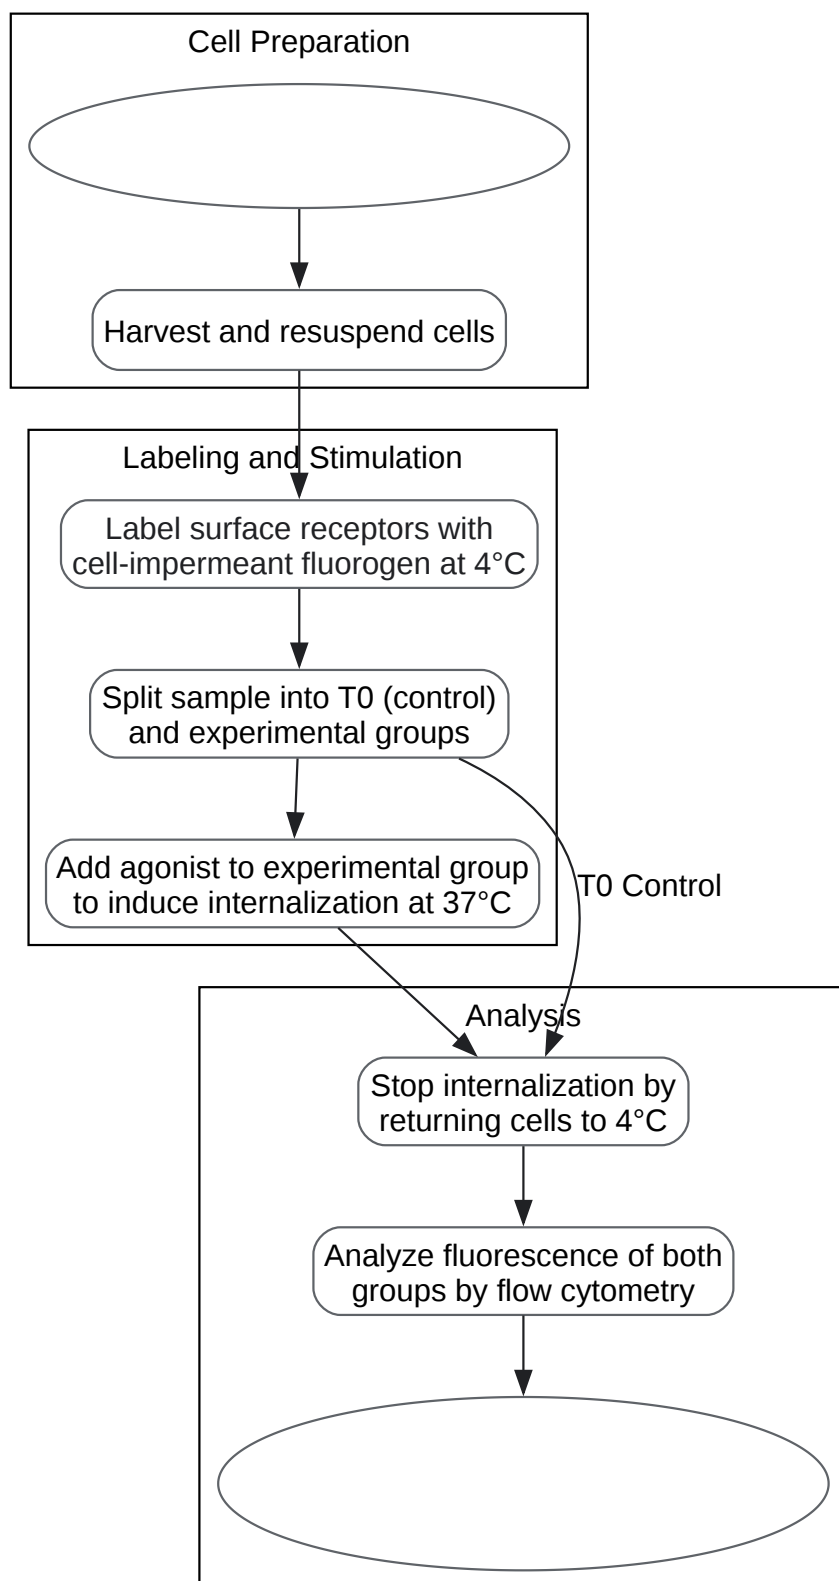 Cell Preparation
Harvest and resuspend cells
Labeling and Stimulation
Label surface receptors with
cell-impermeant fluorogen at 4°C
Split sample into T0 (control)
and experimental groups
Add agonist to experimental group
to induce internalization at 37°C
T0 Control
Analysis
Stop internalization by
returning cells to 4°C
Analyze fluorescence of both
groups by flow cytometry